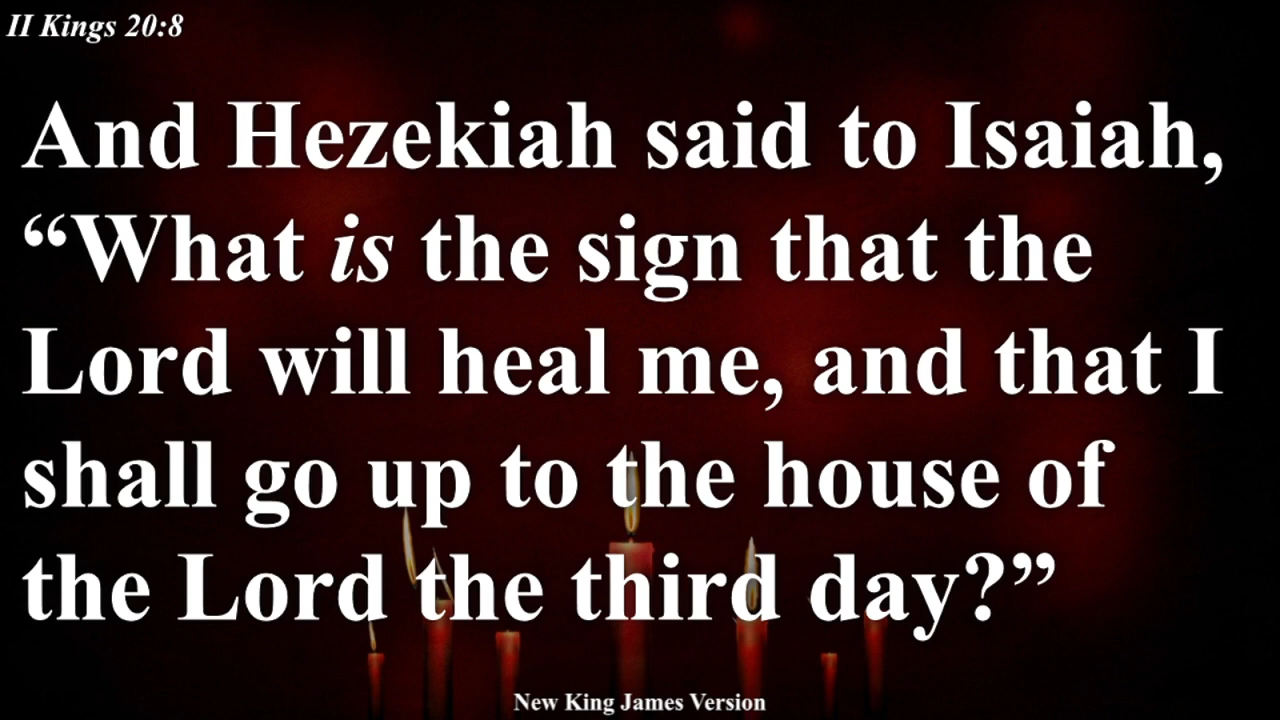 II Kings 20:8
And Hezekiah said to Isaiah,
“What is the sign that the
Lord will heal me, and that I
shall go up to the house of
the Lord the third day?”
New King James Version